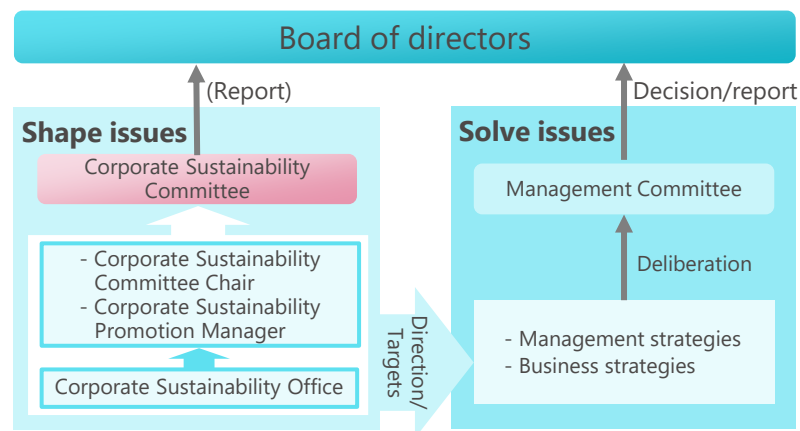 Board of directors
(Report)
Decision/report
Shape issues
Corporate Sustainability
Committee
- Corporate Sustainability
Committee Chair
- Corporate Sustainability
Promotion Manager
Corporate Sustainability Office
Direction/
Targets
Solve issues
Management Committee
Deliberation
- Management strategies
- Business strategies